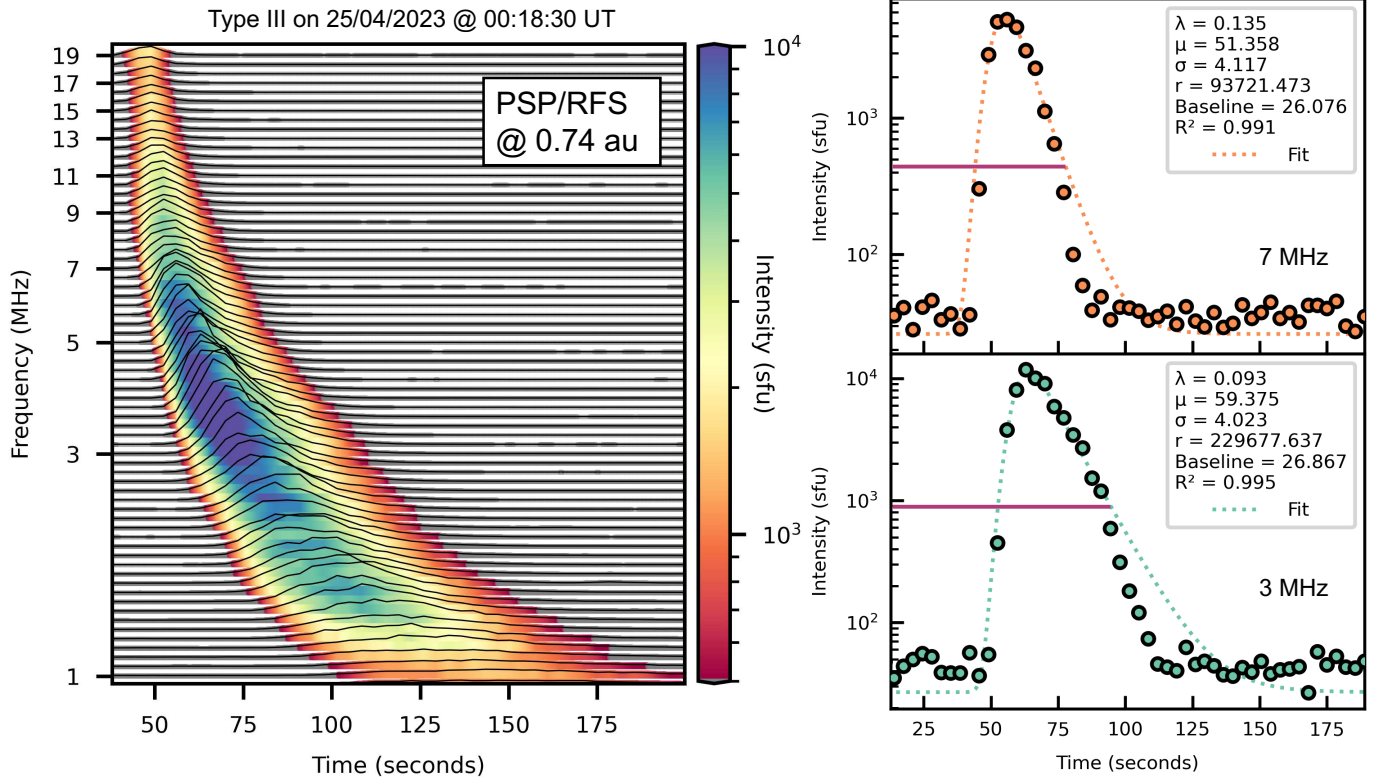 Type III on 25/04/2023 @ 00:18:30 UT
PSP/RFS
@ 0.74 au
Frequency (MHz)
19
17
15
13
11
9
7
5
3
1
50
75
100
125
150
175
Time (seconds)
10⁴
10³
Intensity (sfu)
λ = 0.135
μ = 51.358
σ = 4.117
r = 93721.473
Baseline = 26.076
R² = 0.991
Fit
7 MHz
Intensity (sfu)
10³
10²
λ = 0.093
μ = 59.375
σ = 4.023
r = 229677.637
Baseline = 26.867
R² = 0.995
Fit
3 MHz
Intensity (sfu)
10⁴
10³
10²
25
50
75
100
125
150
175
Time (seconds)